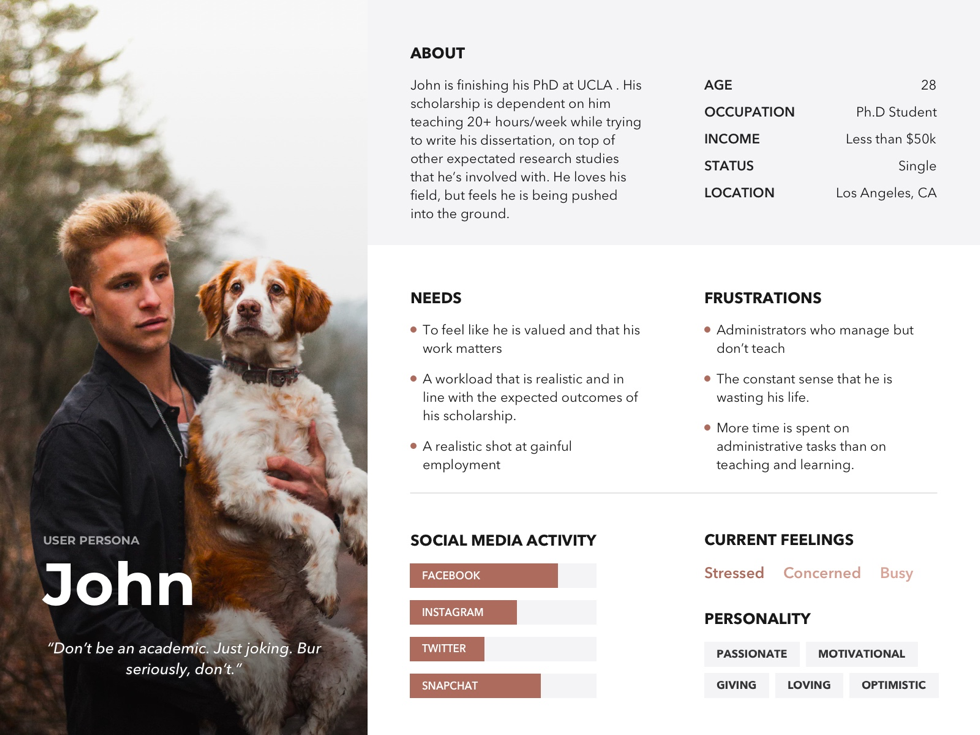 USER PERSONA
John
“Don’t be an academic. Just joking. Bur
seriously, don’t.”
ABOUT
John is finishing his PhD at UCLA . His
scholarship is dependent on him
teaching 20+ hours/week while trying
to write his dissertation, on top of
other expectated research studies
that he’s involved with. He loves his
field, but feels he is being pushed
into the ground.
AGE 28
OCCUPATION Ph.D Student
INCOME Less than $50k
STATUS Single
LOCATION Los Angeles, CA
NEEDS
To feel like he is valued and that his
work matters
A workload that is realistic and in
line with the expected outcomes of
his scholarship.
A realistic shot at gainful
employment
FRUSTRATIONS
Administrators who manage but
don’t teach
The constant sense that he is
wasting his life.
More time is spent on
administrative tasks than on
teaching and learning.
SOCIAL MEDIA ACTIVITY
FACEBOOK
INSTAGRAM
TWITTER
SNAPCHAT
CURRENT FEELINGS
Stressed Concerned Busy
PERSONALITY
PASSIONATE MOTIVATIONAL
GIVING LOVING OPTIMISTIC